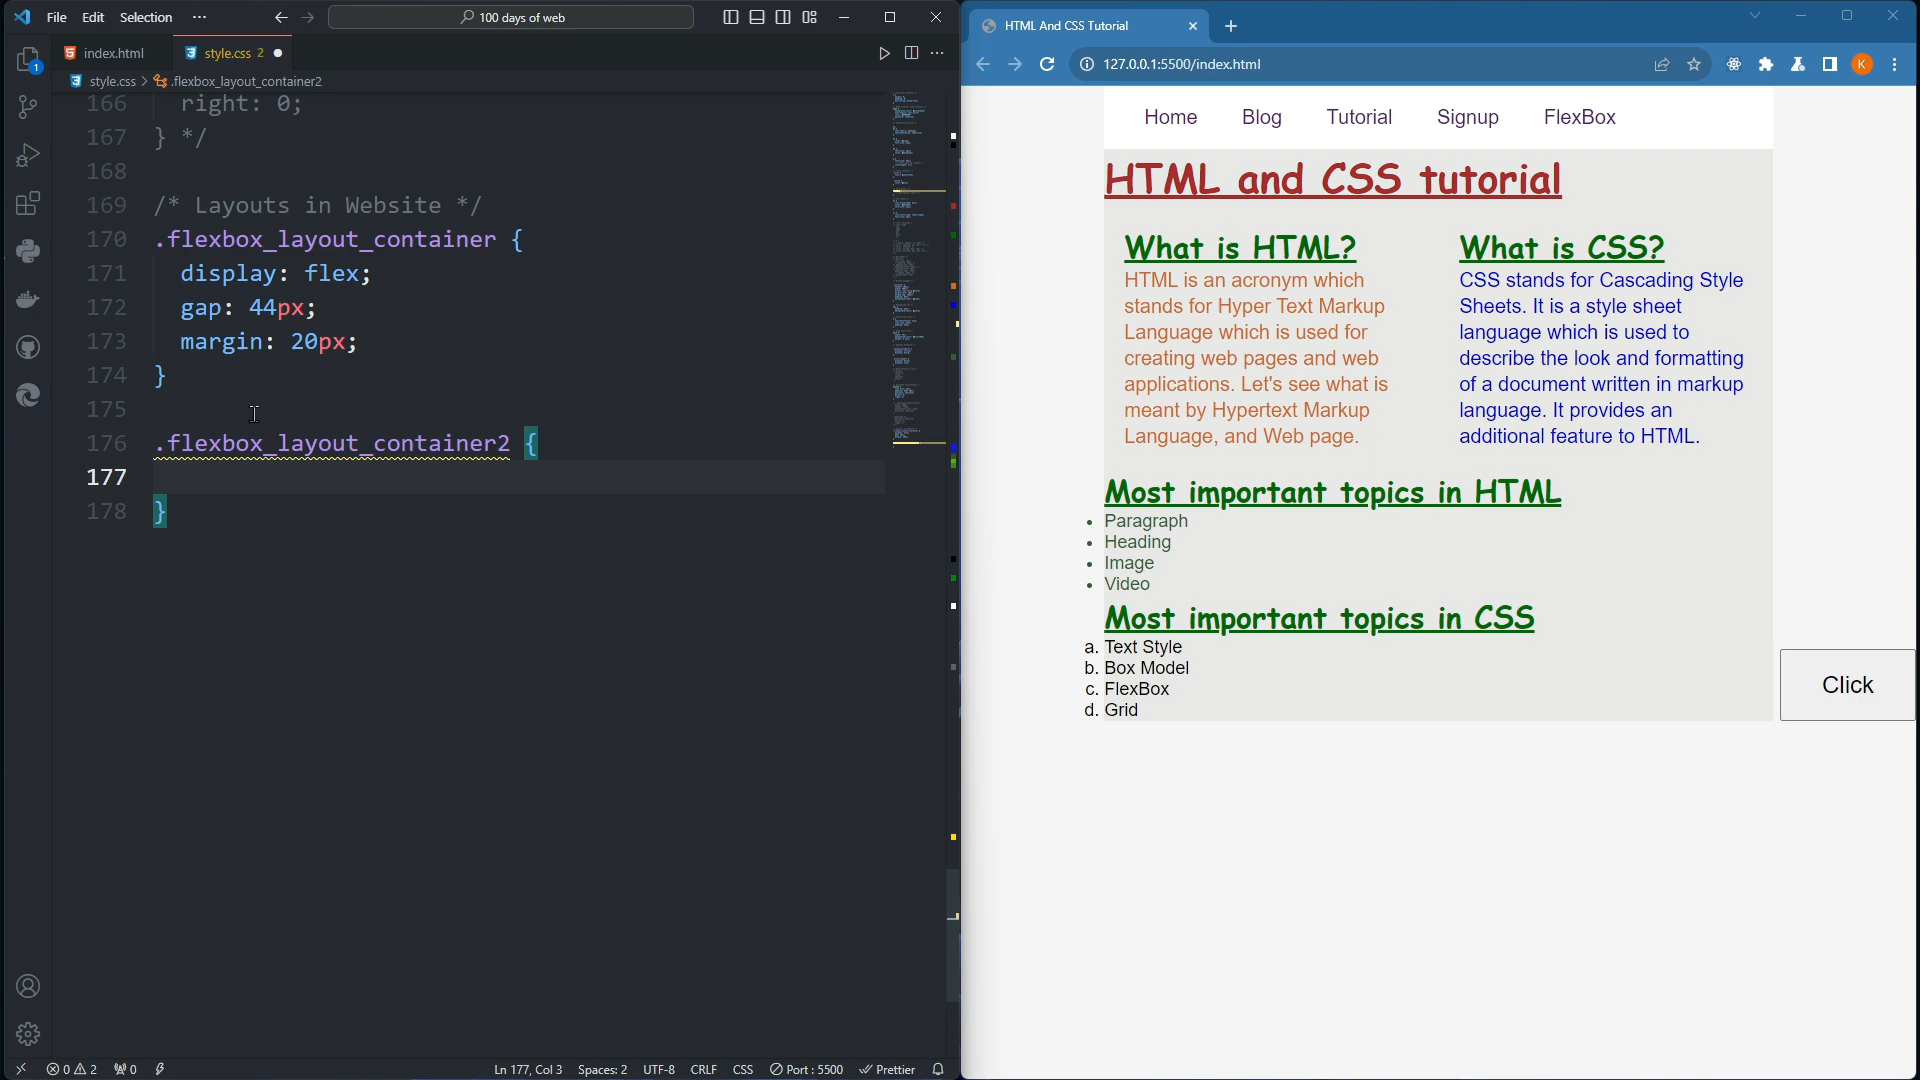 File Edit Selection ··· 100 days of web
index.html style.css 2
style.css > .flexbox_layout_container2
166 right: 0;
167 } */
168
169 /* Layouts in Website */
170 .flexbox_layout_container {
171 display: flex;
172 gap: 44px;
173 margin: 20px;
174 }
175
176 .flexbox_layout_container2 {
177
178 }
1
0 2 0 Ln 177, Col 3 Spaces: 2 UTF-8 CRLF CSS Port : 5500 Prettier
HTML And CSS Tutorial
127.0.0.1:5500/index.html
K
Home Blog Tutorial Signup FlexBox
HTML and CSS tutorial
What is HTML?
HTML is an acronym which
stands for Hyper Text Markup
Language which is used for
creating web pages and web
applications. Let's see what is
meant by Hypertext Markup
Language, and Web page.
What is CSS?
CSS stands for Cascading Style
Sheets. It is a style sheet
language which is used to
describe the look and formatting
of a document written in markup
language. It provides an
additional feature to HTML.
Most important topics in HTML
• Paragraph
• Heading
• Image
• Video
Most important topics in CSS
a. Text Style
b. Box Model
c. FlexBox
d. Grid
Click